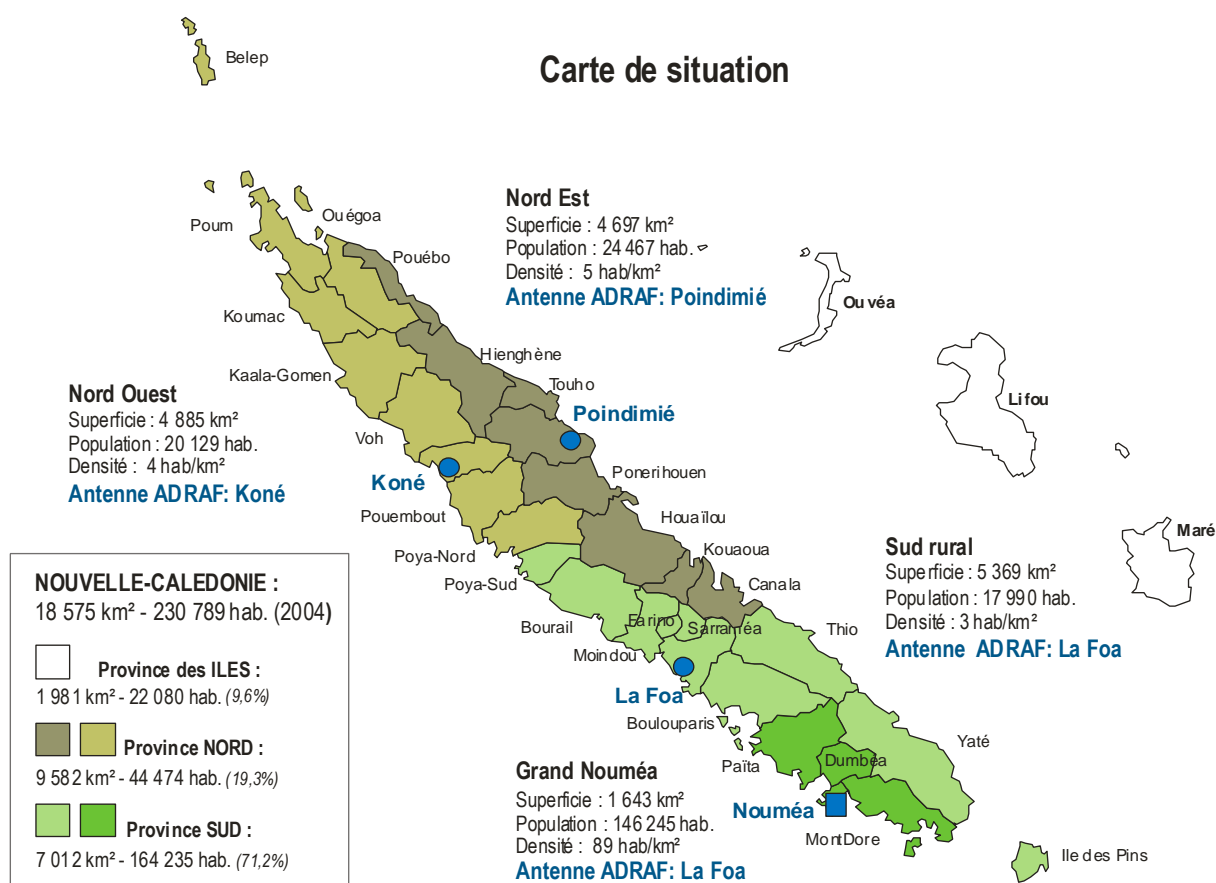 Carte de situation
Belep
Nord Est
Superficie : 4 697 km²
Population : 24 467 hab.
Densité : 5 hab/km²
Antenne ADRAF: Poindimié
Poum
Ouégoa
Pouébo
Ouvéa
Koumac
Hienghène
Kaala-Gomen
Touho
Lifou
Nord Ouest
Superficie : 4 885 km²
Population : 20 129 hab.
Densité : 4 hab/km²
Antenne ADRAF: Koné
Poindimié
Voh
Koné
Ponerihouen
Pouembout
Houaïlou
Poya-Nord
Kouaoua
Poya-Sud
Canala
Maré
Sud rural
Superficie : 5 369 km²
Population : 17 990 hab.
Densité : 3 hab/km²
Antenne ADRAF: La Foa
Bourail
Farino
Sarraméa
Thio
Moindou
La Foa
Boulouparis
Yaté
Païta
Dumbéa
Grand Nouméa
Superficie : 1 643 km²
Population : 146 245 hab.
Densité : 89 hab/km²
Antenne ADRAF: La Foa
Nouméa
MontDore
Ile des Pins
NOUVELLE-CALEDONIE :
18 575 km² - 230 789 hab. (2004)
Province des ILES :
1 981 km² - 22 080 hab. (9,6%)
Province NORD :
9 582 km² - 44 474 hab. (19,3%)
Province SUD :
7 012 km² - 164 235 hab. (71,2%)